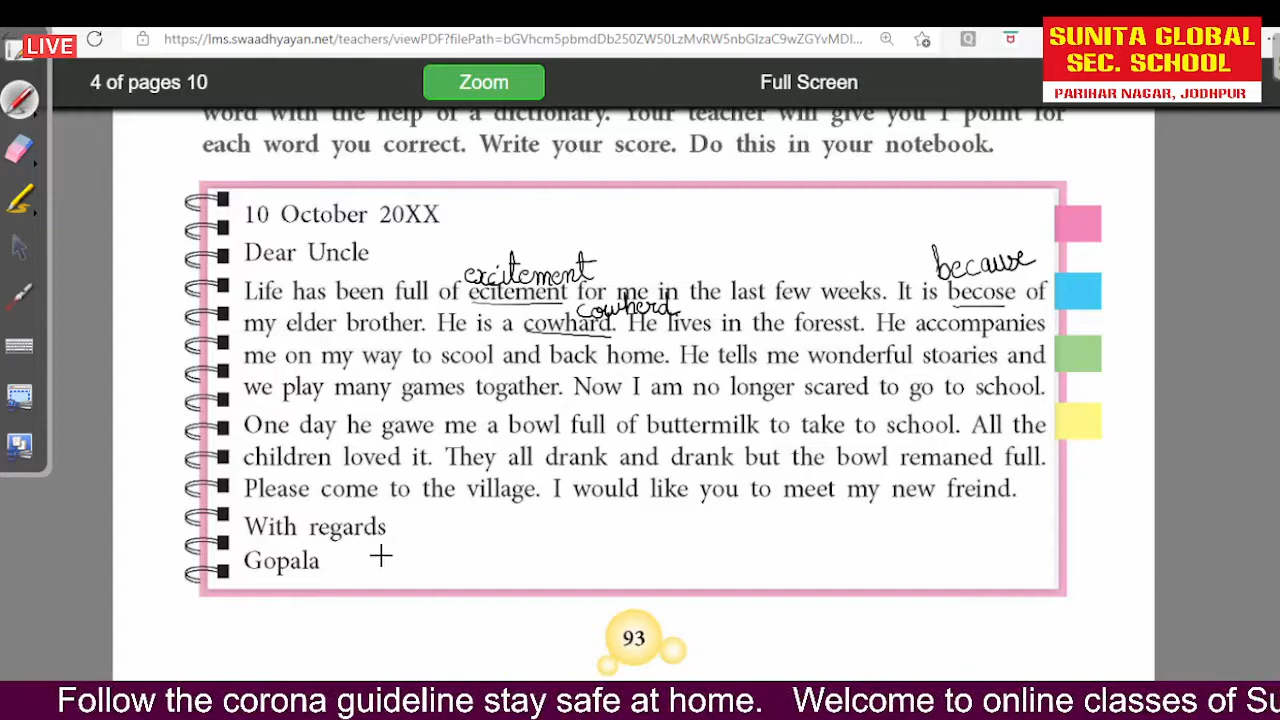 LIVE
https://lms.swaadhyayan.net/teachers/viewPDF?filePath=bGVhcm5pbmdDb250ZW50LzMvRW5nbGlzaC9wZGYvMDI...
SUNITA GLOBAL
SEC. SCHOOL
PARIHAR NAGAR, JODHPUR
4 of pages 10
Zoom
Full Screen
word with the help of a dictionary. Your teacher will give you 1 point for
each word you correct. Write your score. Do this in your notebook.
10 October 20XX
Dear Uncle
excitement because
Life has been full of ecitement for me in the last few weeks. It is becose of
cowherd
my elder brother. He is a cowhard. He lives in the foresst. He accompanies
me on my way to scool and back home. He tells me wonderful stoaries and
we play many games togather. Now I am no longer scared to go to school.
One day he gawe me a bowl full of buttermilk to take to school. All the
children loved it. They all drank and drank but the bowl remaned full.
Please come to the village. I would like you to meet my new freind.
With regards
Gopala
93
Follow the corona guideline stay safe at home. Welcome to online classes of Su